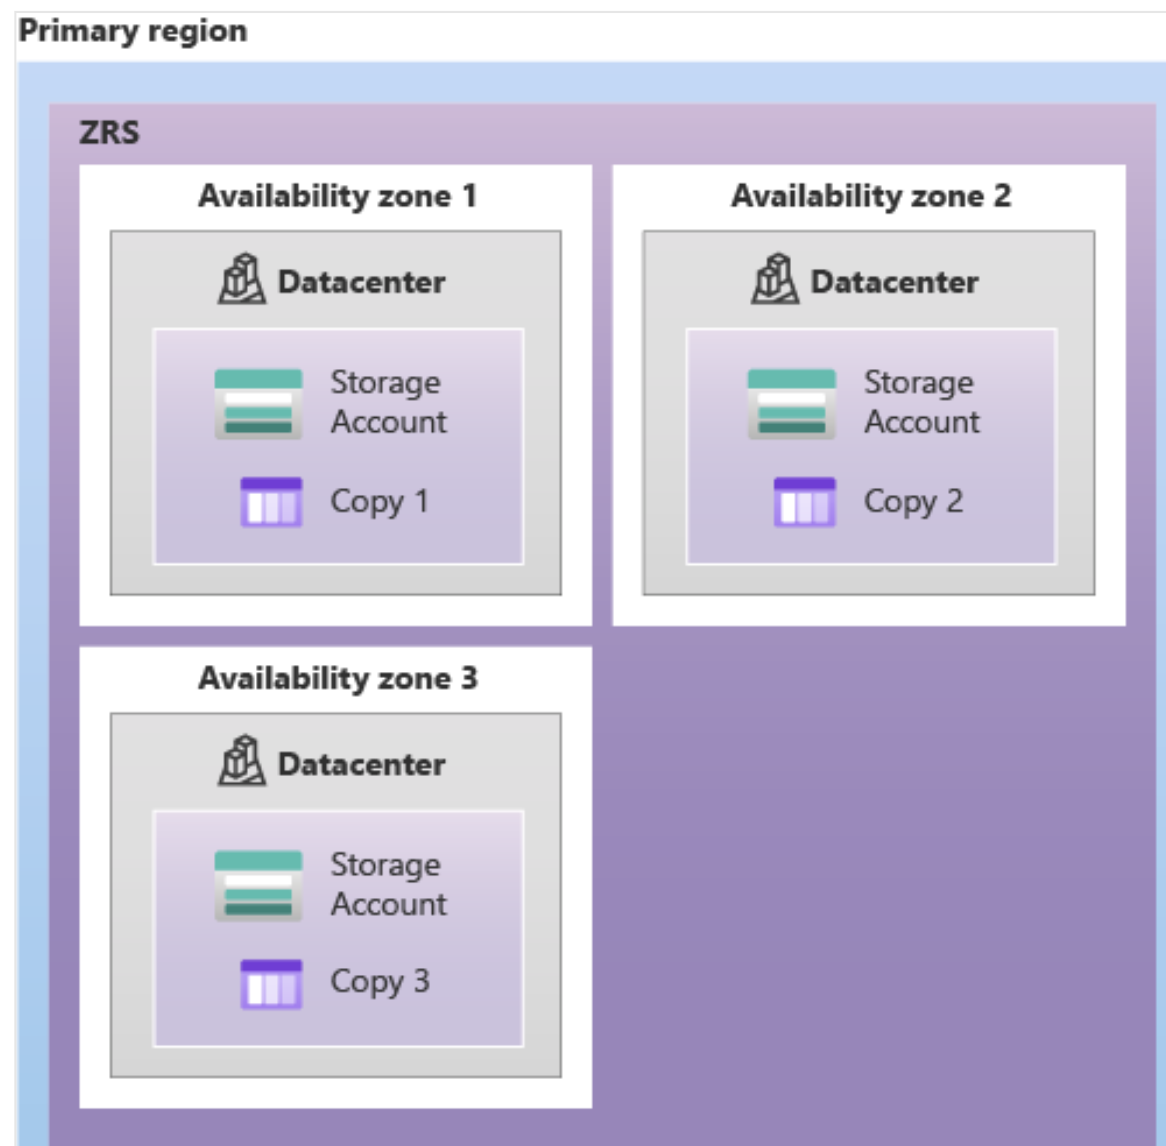 Primary region
ZRS
Availability zone 1
Datacenter
Storage
Account
Copy 1
Availability zone 2
Datacenter
Storage
Account
Copy 2
Availability zone 3
Datacenter
Storage
Account
Copy 3